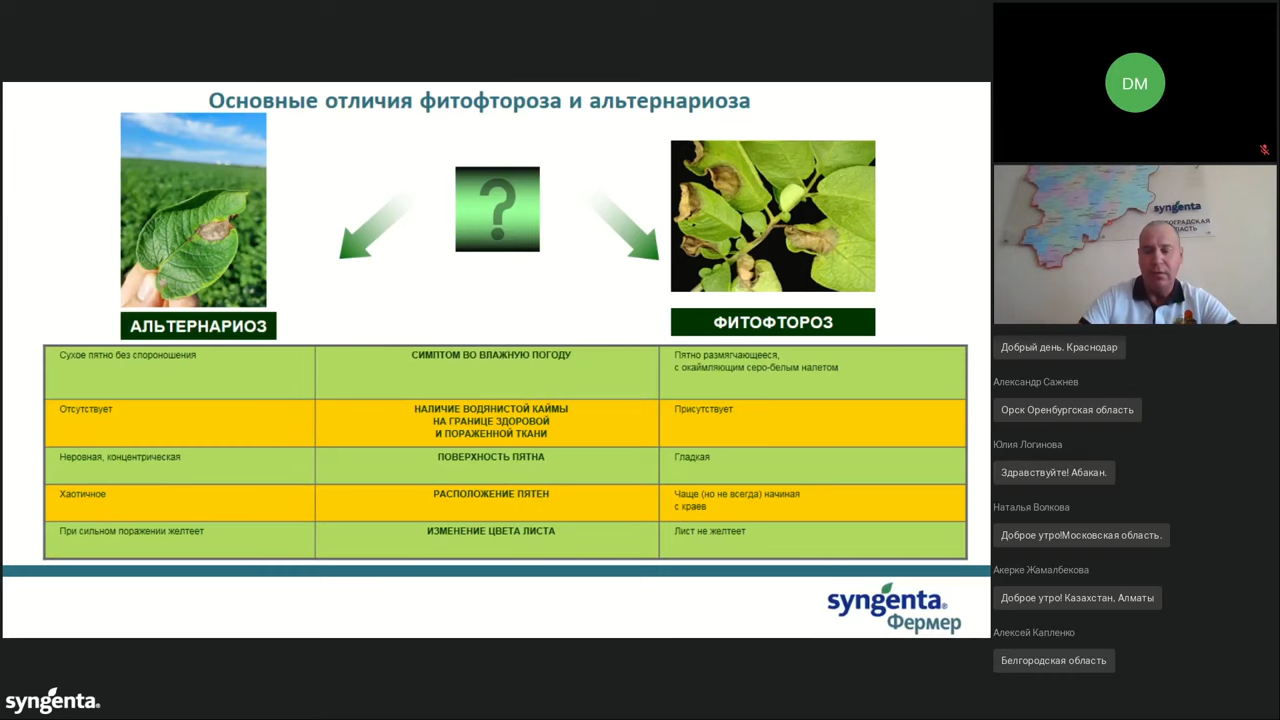 Основные отличия фитофтороза и альтернариоза
?
АЛЬТЕРНАРИОЗ
ФИТОФТОРОЗ
Сухое пятно без спороношения
СИМПТОМ ВО ВЛАЖНУЮ ПОГОДУ
Пятно размягчающееся,
с окаймляющим серо-белым налетом
Отсутствует
НАЛИЧИЕ ВОДЯНИСТОЙ КАЙМЫ
НА ГРАНИЦЕ ЗДОРОВОЙ
И ПОРАЖЕННОЙ ТКАНИ
Присутствует
Неровная, концентрическая
ПОВЕРХНОСТЬ ПЯТНА
Гладкая
Хаотичное
РАСПОЛОЖЕНИЕ ПЯТЕН
Чаще (но не всегда) начиная
с краев
При сильном поражении желтеет
ИЗМЕНЕНИЕ ЦВЕТА ЛИСТА
Лист не желтеет
syngenta®
Фермер
syngenta®
DM
syngenta
ОБЛАСТЬ
Добрый день. Краснодар
Александр Сажнев
Орск Оренбургская область
Юлия Логинова
Здравствуйте! Абакан.
Наталья Волкова
Доброе утро!Московская область.
Акерке Жамалбекова
Доброе утро! Казахстан, Алматы
Алексей Капленко
Белгородская область